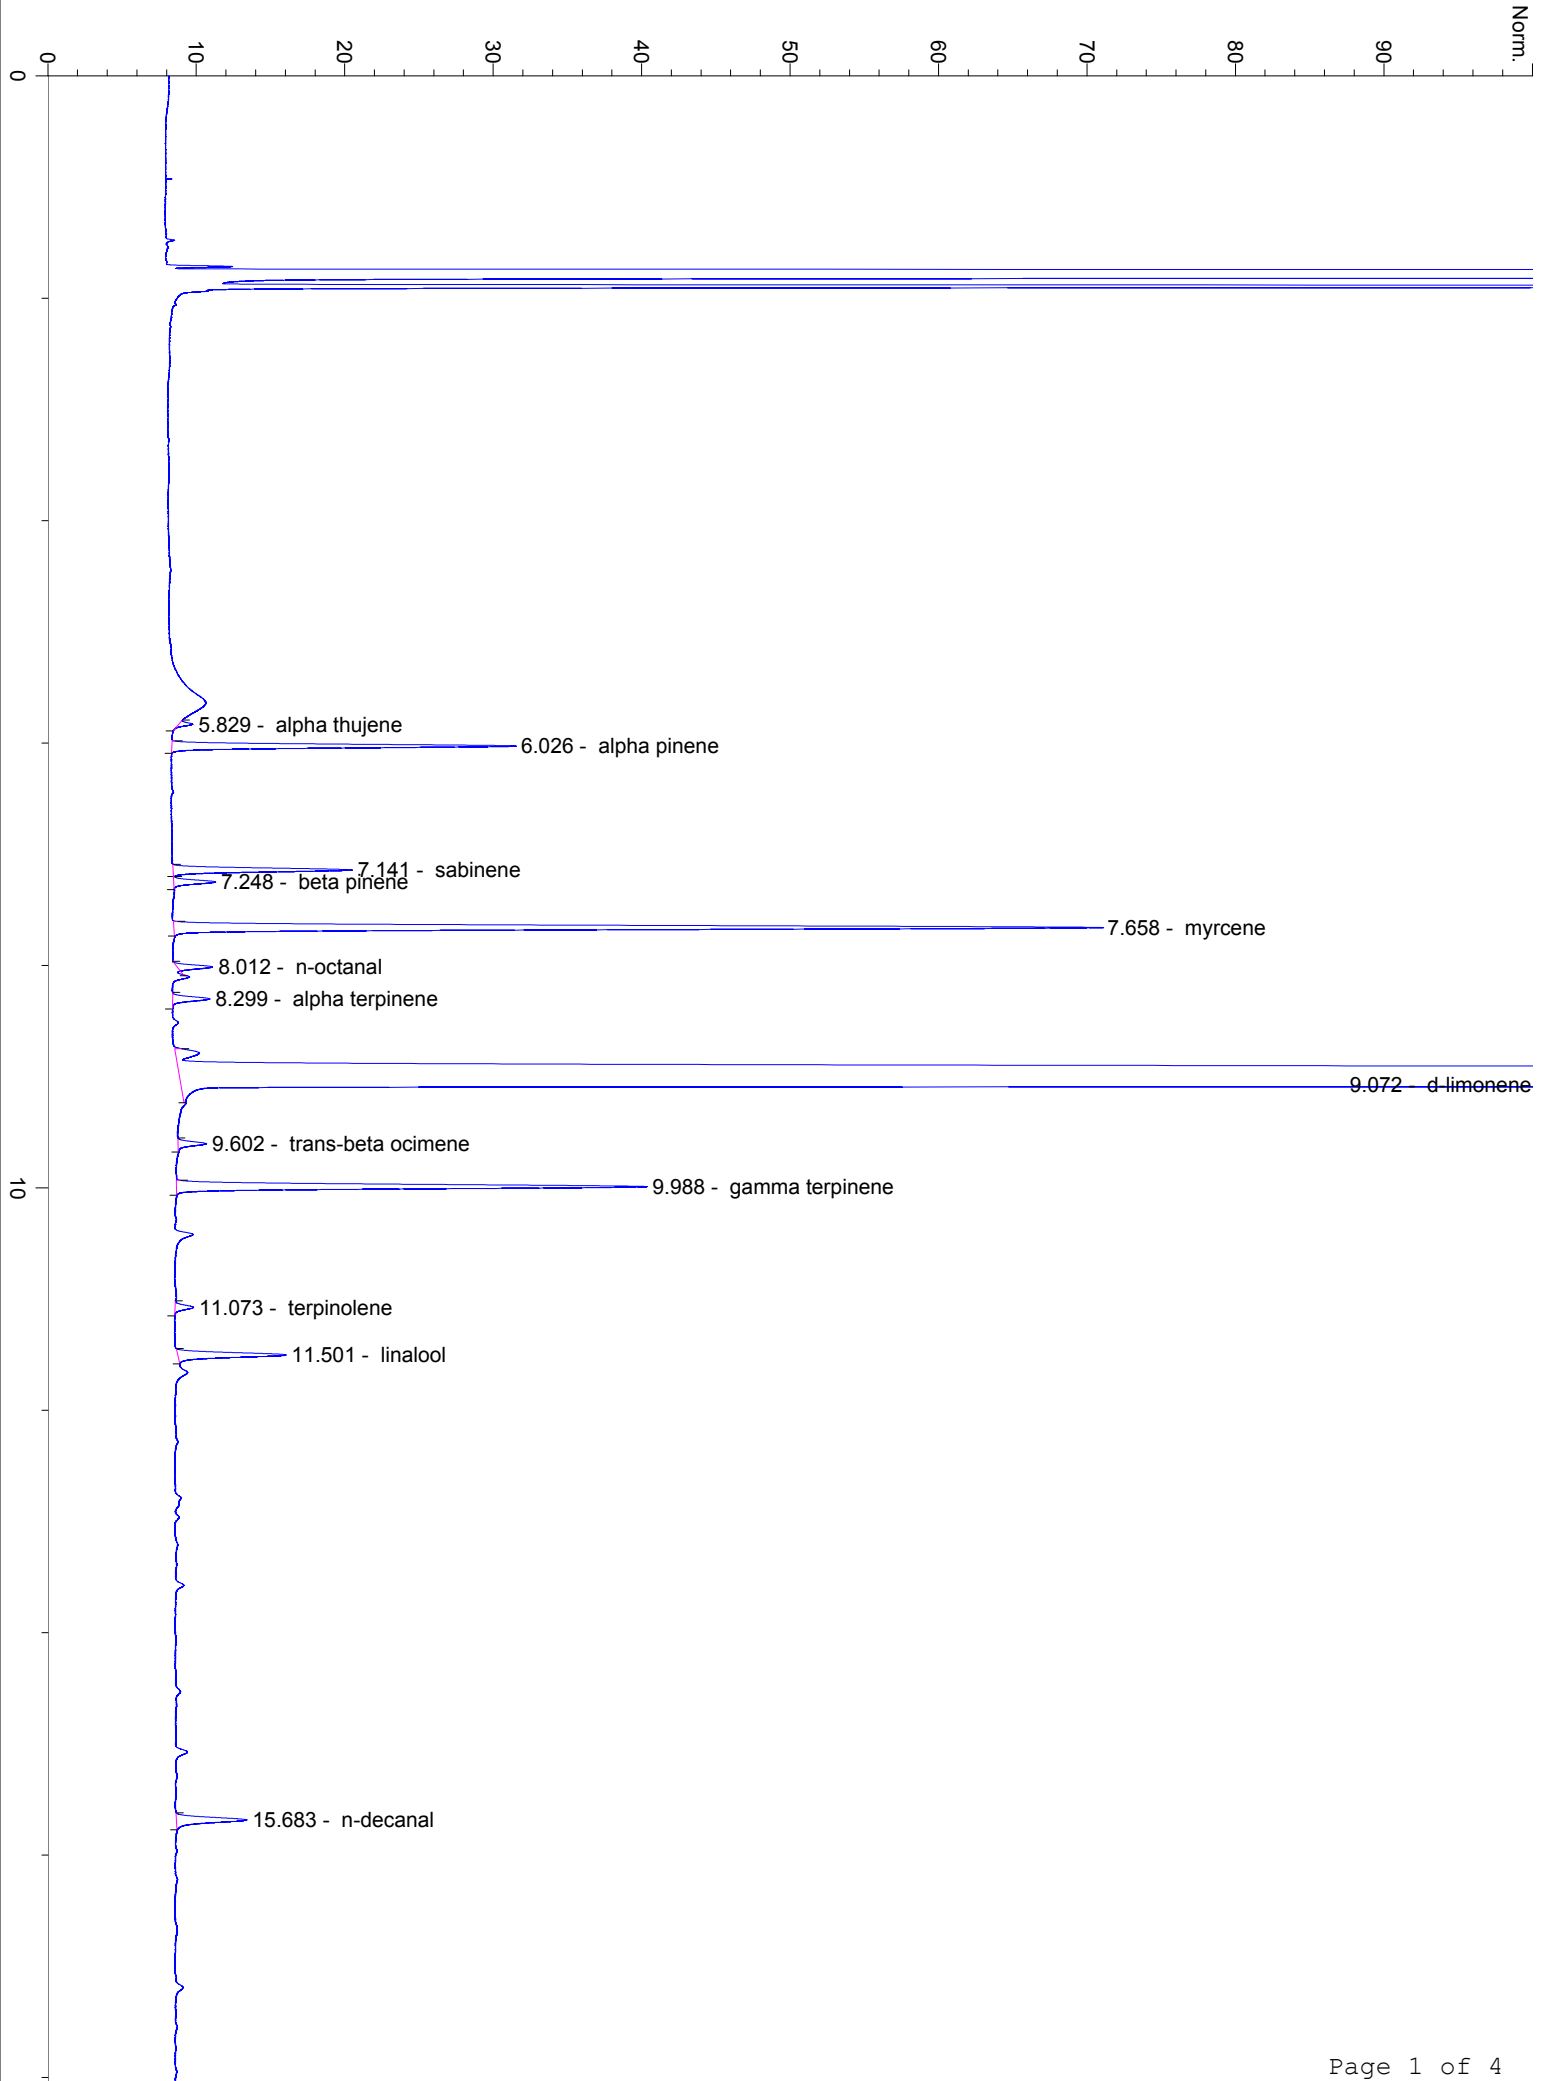 Norm.
0
10
20
30
40
50
60
70
80
90
0
5.829 - alpha thujene
6.026 - alpha pinene
7.141 - sabinene
7.248 - beta pinene
7.658 - myrcene
8.012 - n-octanal
8.299 - alpha terpinene
9.072 - d-limonene
9.602 - trans-beta ocimene
10
9.988 - gamma terpinene
11.073 - terpinolene
11.501 - linalool
15.683 - n-decanal
Page 1 of 4